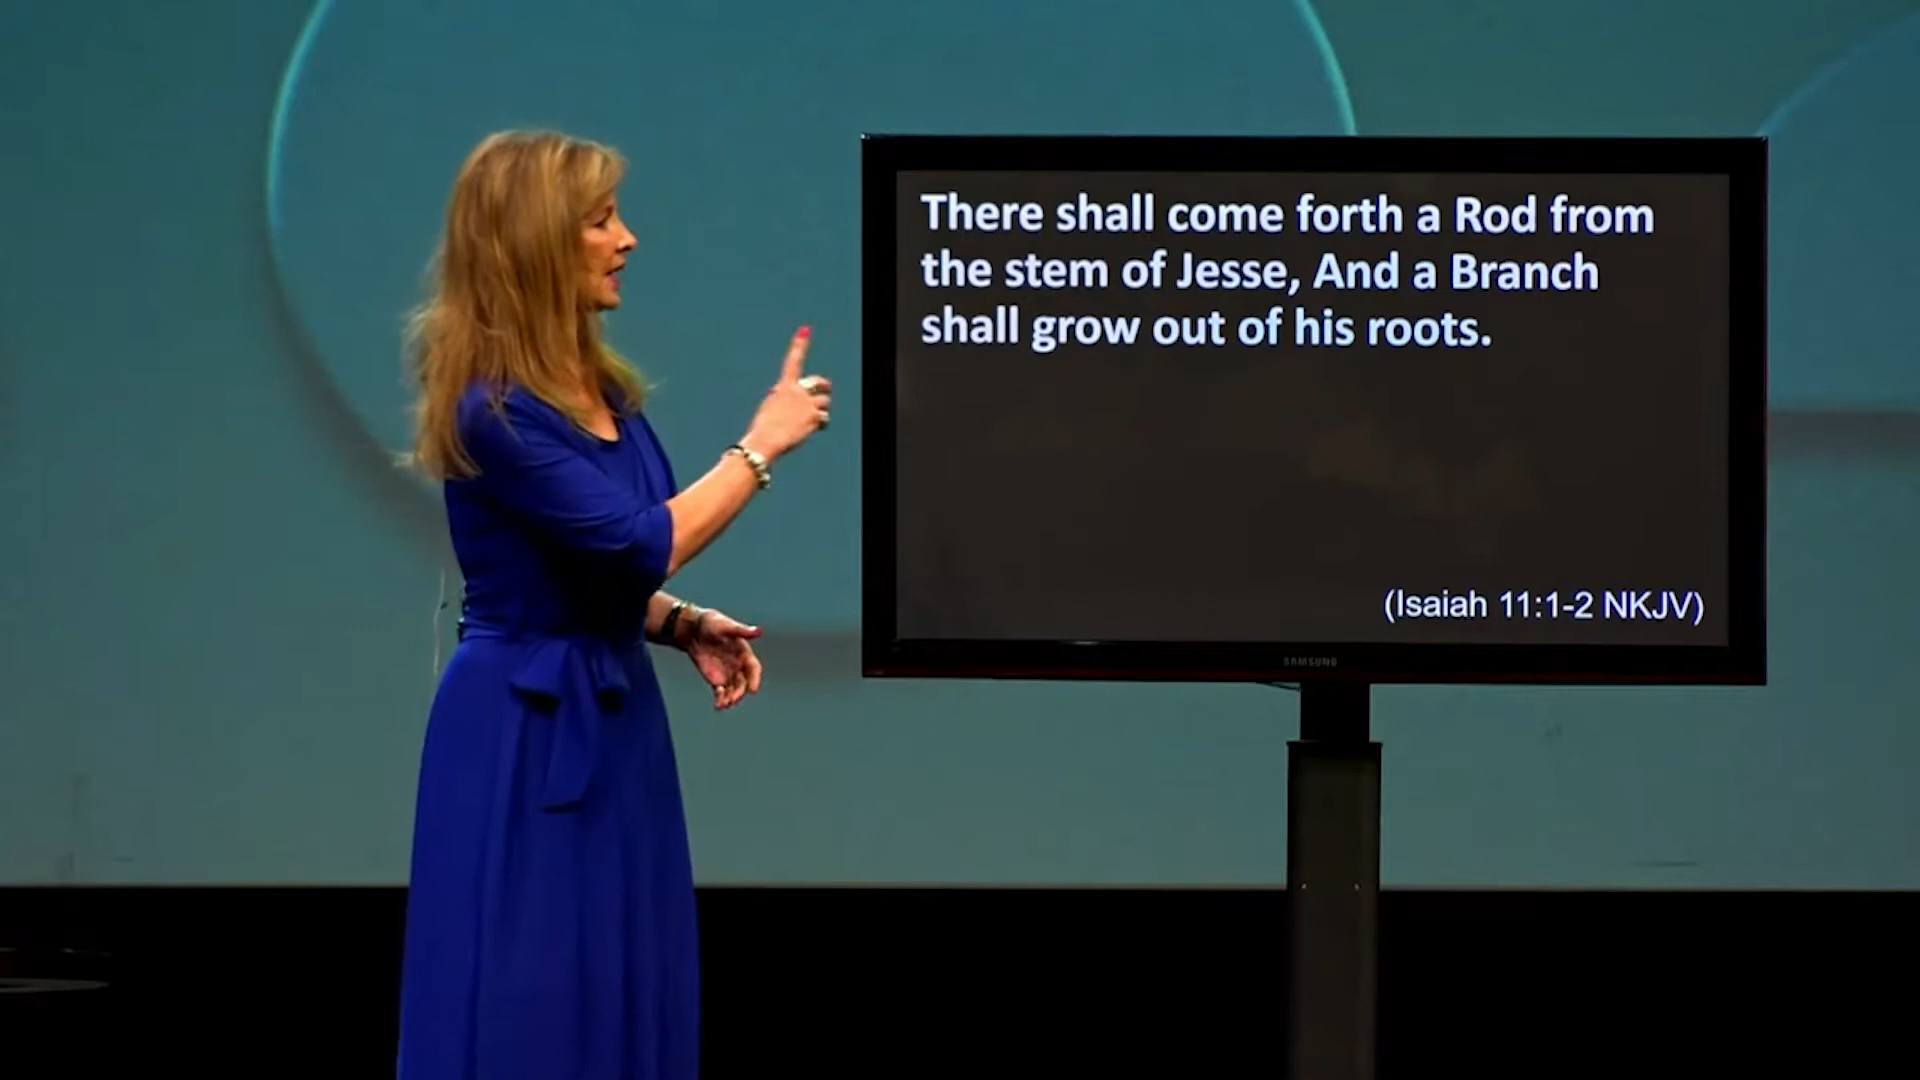 There shall come forth a Rod from
the stem of Jesse, And a Branch
shall grow out of his roots.
(Isaiah 11:1-2 NKJV)
SAMSUNG